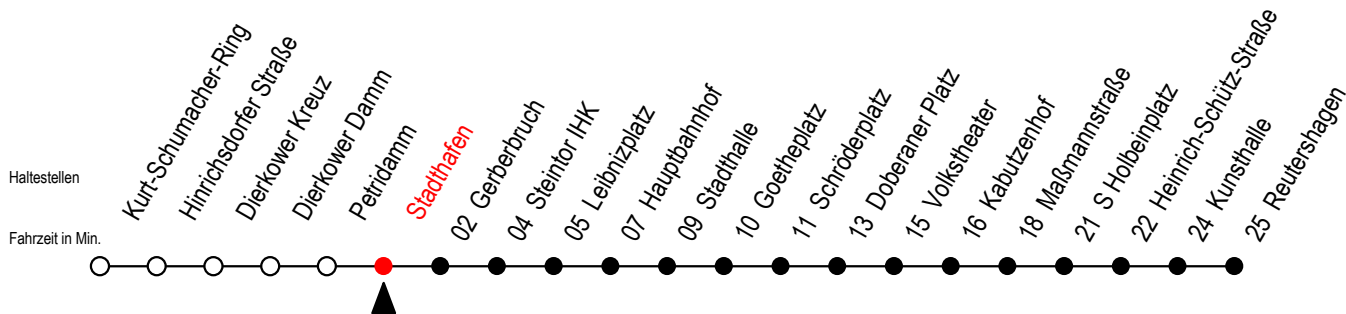 Haltestellen
Fahrzeit in Min.
Kurt-Schumacher-Ring
Hinrichsdorfer Straße
Dierkower Kreuz
Dierkower Damm
Petridamm
Stadthafen
02 Gerberbruch
04 Steintor IHK
05 Leibnizplatz
07 Hauptbahnhof
09 Stadthalle
10 Goetheplatz
11 Schröderplatz
13 Doberaner Platz
15 Volkstheater
16 Kabutzenhof
18 Maßmannstraße
21 S Holbeinplatz
22 Heinrich-Schütz-Straße
24 Kunsthalle
25 Reutershagen